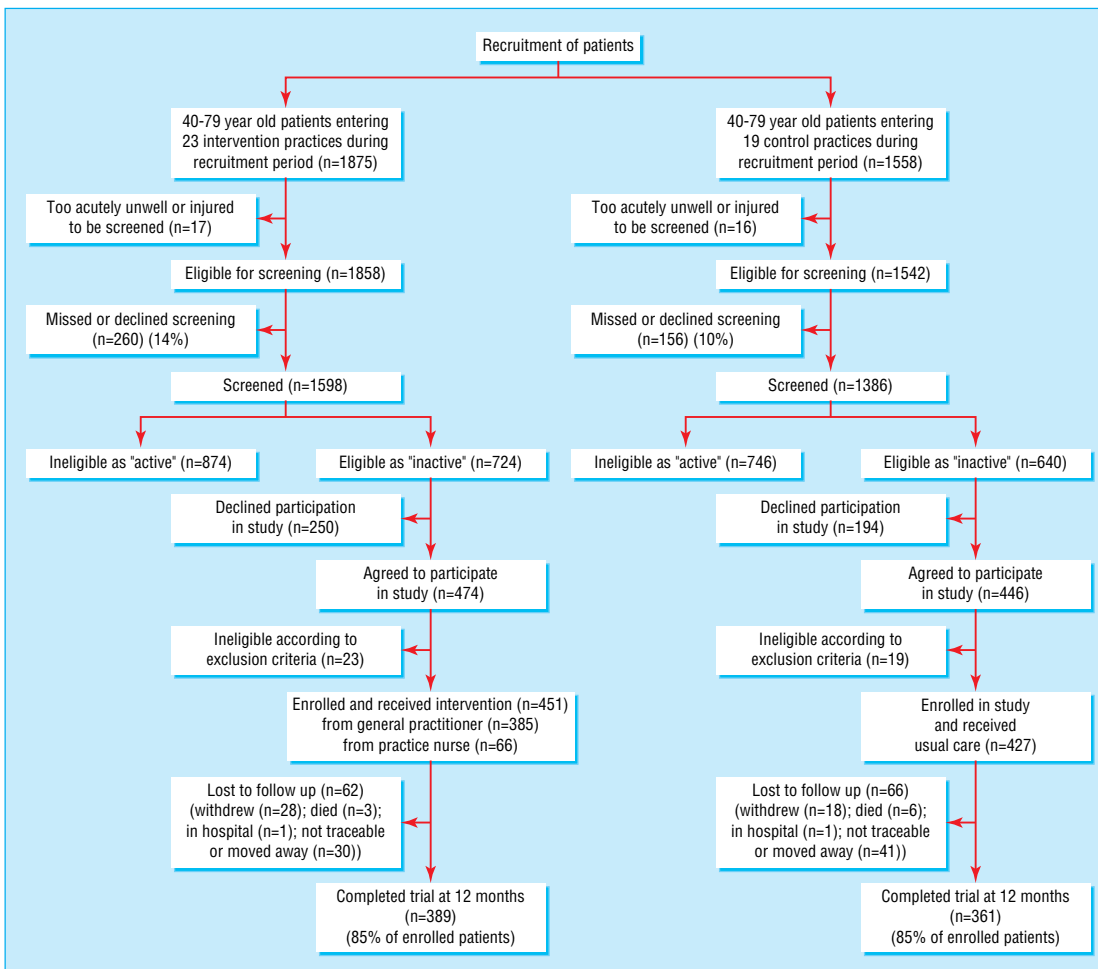 Recruitment of patients
40-79 year old patients entering
23 intervention practices during
recruitment period (n=1875)
Too acutely unwell or injured
to be screened (n=17)
Eligible for screening (n=1858)
Missed or declined screening
(n=260) (14%)
Screened (n=1598)
Ineligible as "active" (n=874)
Eligible as "inactive" (n=724)
Declined participation
in study (n=250)
Agreed to participate
in study (n=474)
Ineligible according to
exclusion criteria (n=23)
Enrolled and received intervention (n=451)
from general practitioner (n=385)
from practice nurse (n=66)
Lost to follow up (n=62)
(withdrew (n=28); died (n=3);
in hospital (n=1); not traceable
or moved away (n=30))
Completed trial at 12 months
(n=389)
(85% of enrolled patients)
40-79 year old patients entering
19 control practices during
recruitment period (n=1558)
Too acutely unwell or injured
to be screened (n=16)
Eligible for screening (n=1542)
Missed or declined screening
(n=156) (10%)
Screened (n=1386)
Ineligible as "active" (n=746)
Eligible as "inactive" (n=640)
Declined participation
in study (n=194)
Agreed to participate
in study (n=446)
Ineligible according to
exclusion criteria (n=19)
Enrolled in study
and received
usual care (n=427)
Lost to follow up (n=66)
(withdrew (n=18); died (n=6);
in hospital (n=1); not traceable
or moved away (n=41))
Completed trial at 12 months
(n=361)
(85% of enrolled patients)